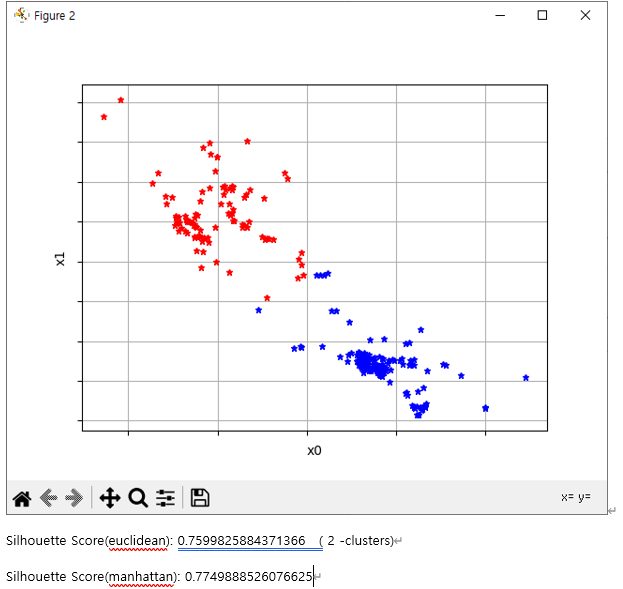 Figure 2
x1
x0
x= y=
Silhouette Score(euclidean): 0.7599825884371366 ( 2 -clusters)
Silhouette Score(manhattan): 0.7749888526076625